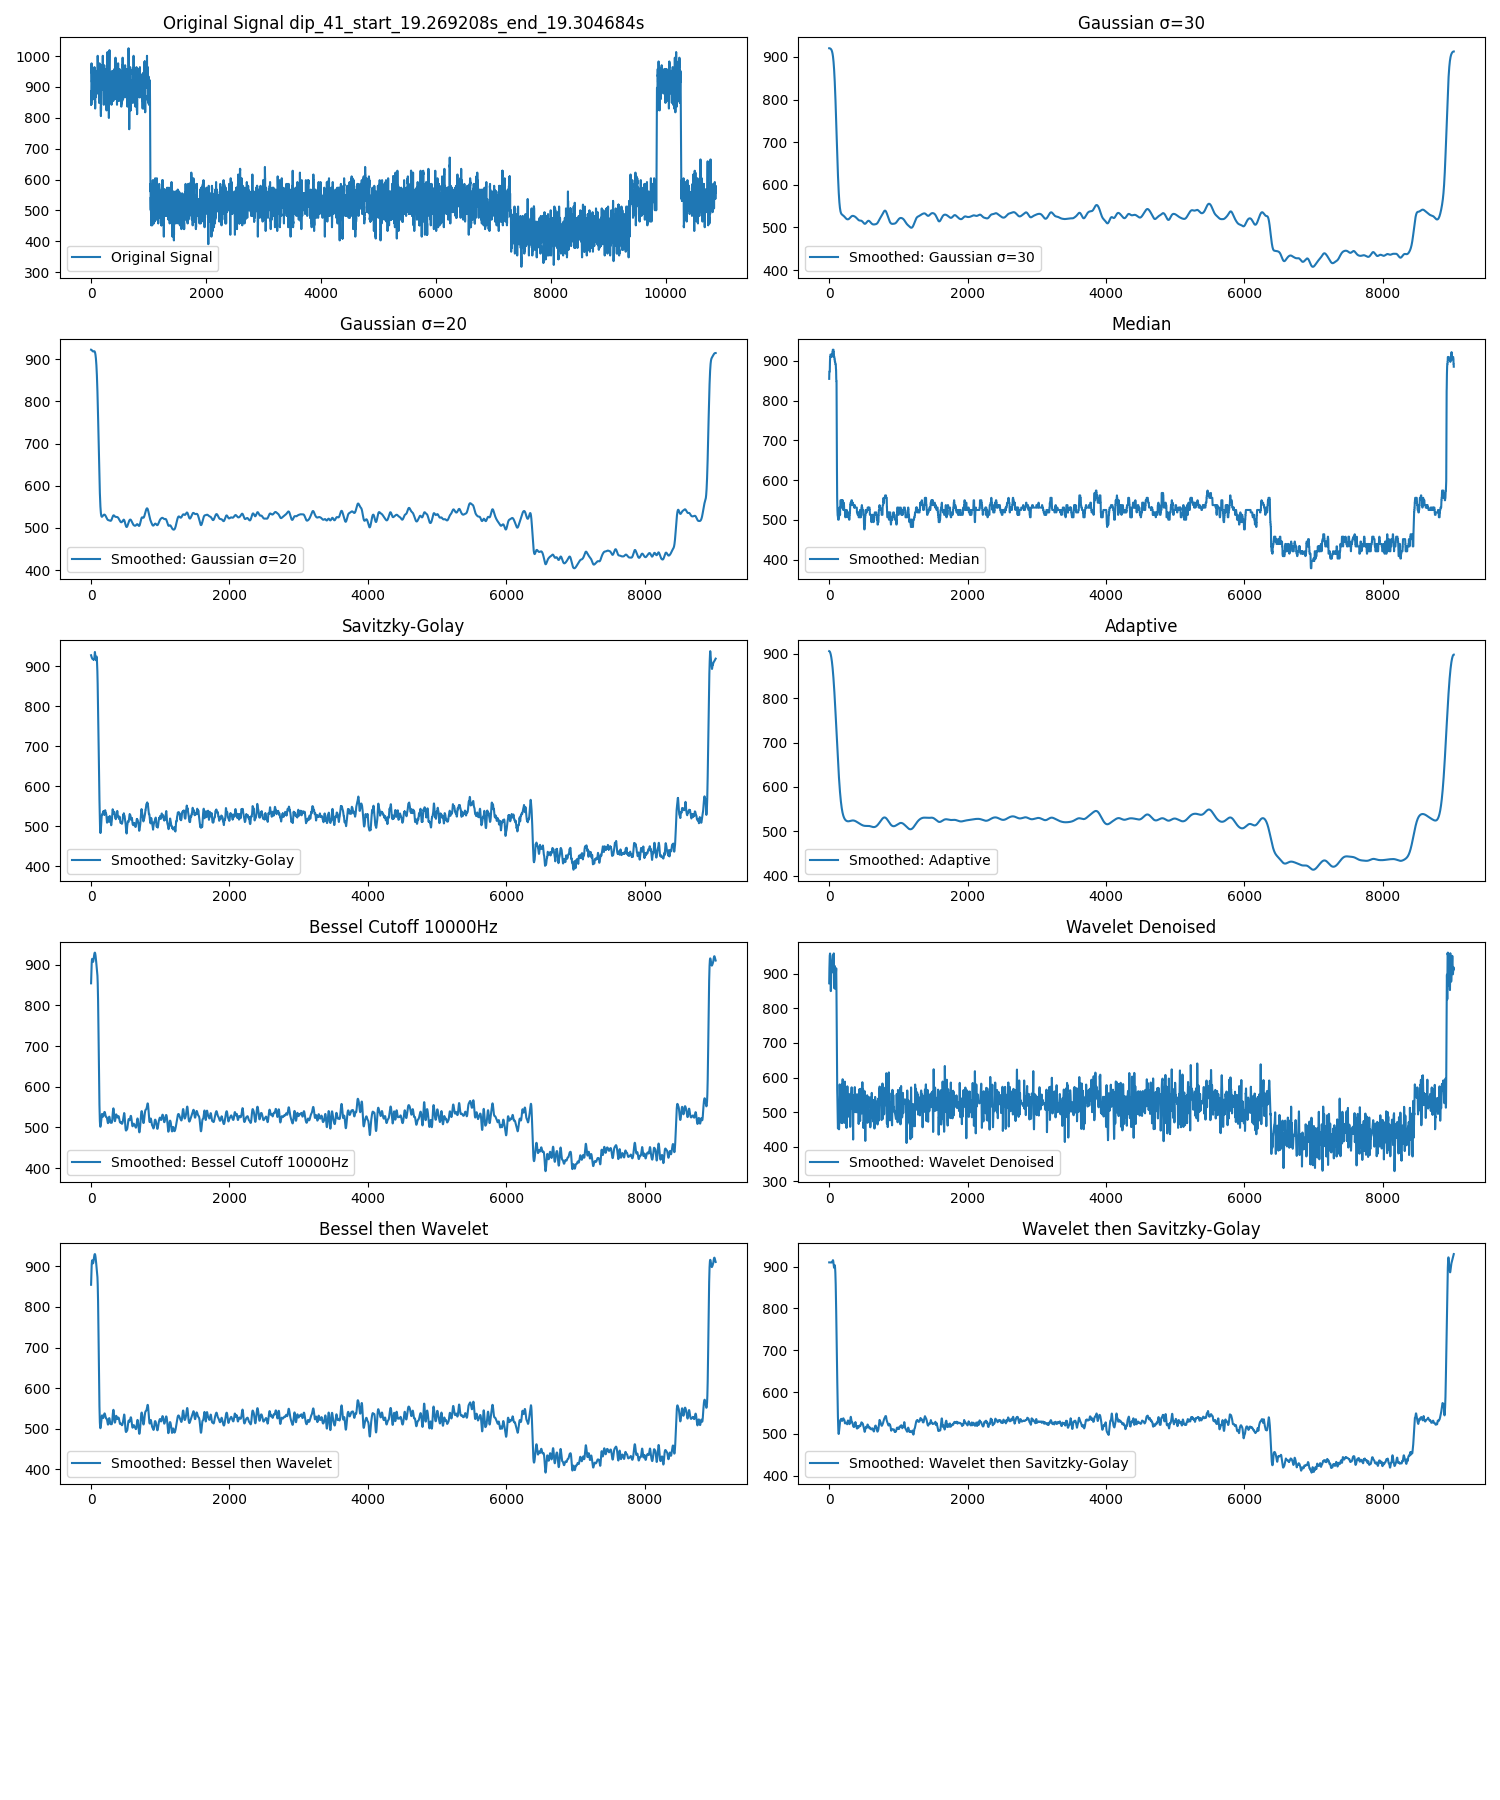 Original Signal dip_41_start_19.269208s_end_19.304684s
1000
900
800
700
600
500
400
300
Original Signal
0 2000 4000 6000 8000 10000
Gaussian σ=30
900
800
700
600
500
400
Smoothed: Gaussian σ=30
0 2000 4000 6000 8000
Gaussian σ=20
900
800
700
600
500
400
Smoothed: Gaussian σ=20
0 2000 4000 6000 8000
Median
900
800
700
600
500
400
Smoothed: Median
0 2000 4000 6000 8000
Savitzky-Golay
900
800
700
600
500
400
Smoothed: Savitzky-Golay
0 2000 4000 6000 8000
Adaptive
900
800
700
600
500
400
Smoothed: Adaptive
0 2000 4000 6000 8000
Bessel Cutoff 10000Hz
900
800
700
600
500
400
Smoothed: Bessel Cutoff 10000Hz
0 2000 4000 6000 8000
Wavelet Denoised
900
800
700
600
500
400
300
Smoothed: Wavelet Denoised
0 2000 4000 6000 8000
Bessel then Wavelet
900
800
700
600
500
400
Smoothed: Bessel then Wavelet
0 2000 4000 6000 8000
Wavelet then Savitzky-Golay
900
800
700
600
500
400
Smoothed: Wavelet then Savitzky-Golay
0 2000 4000 6000 8000